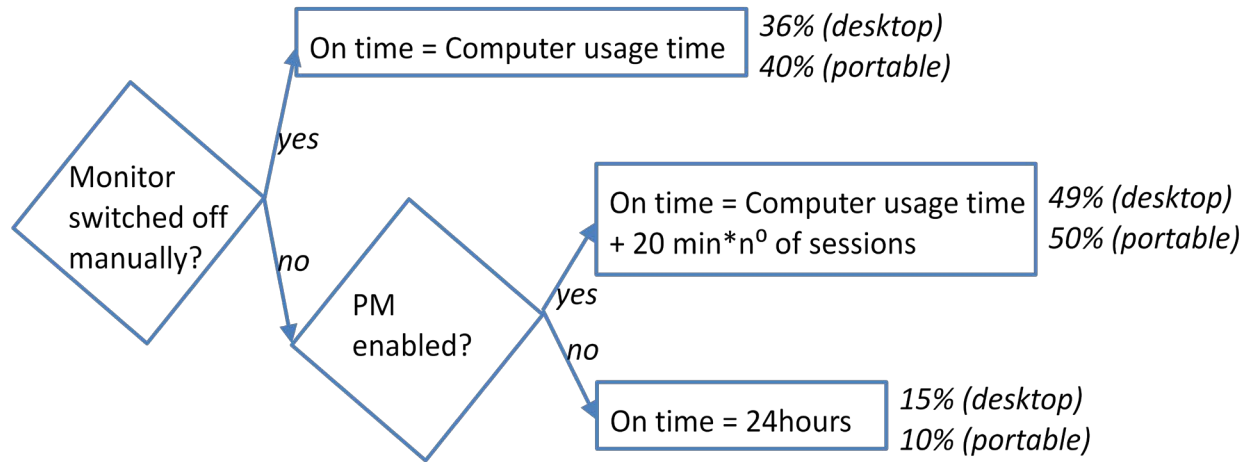 On time = Computer usage time
36% (desktop)
40% (portable)
yes
Monitor
switched off
manually?
no
On time = Computer usage time
+ 20 min*nº of sessions
49% (desktop)
50% (portable)
PM
enabled?
yes
no
On time = 24hours
15% (desktop)
10% (portable)